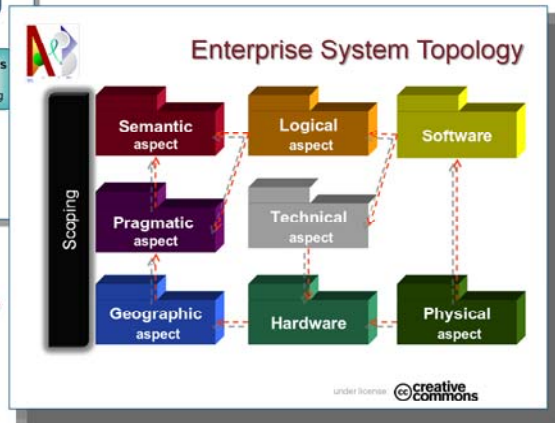 Enterprise System Topology
Scoping
Semantic
aspect
Logical
aspect
Software
Pragmatic
aspect
Technical
aspect
Geographic
aspect
Hardware
Physical
aspect
under license
cc creative
commons